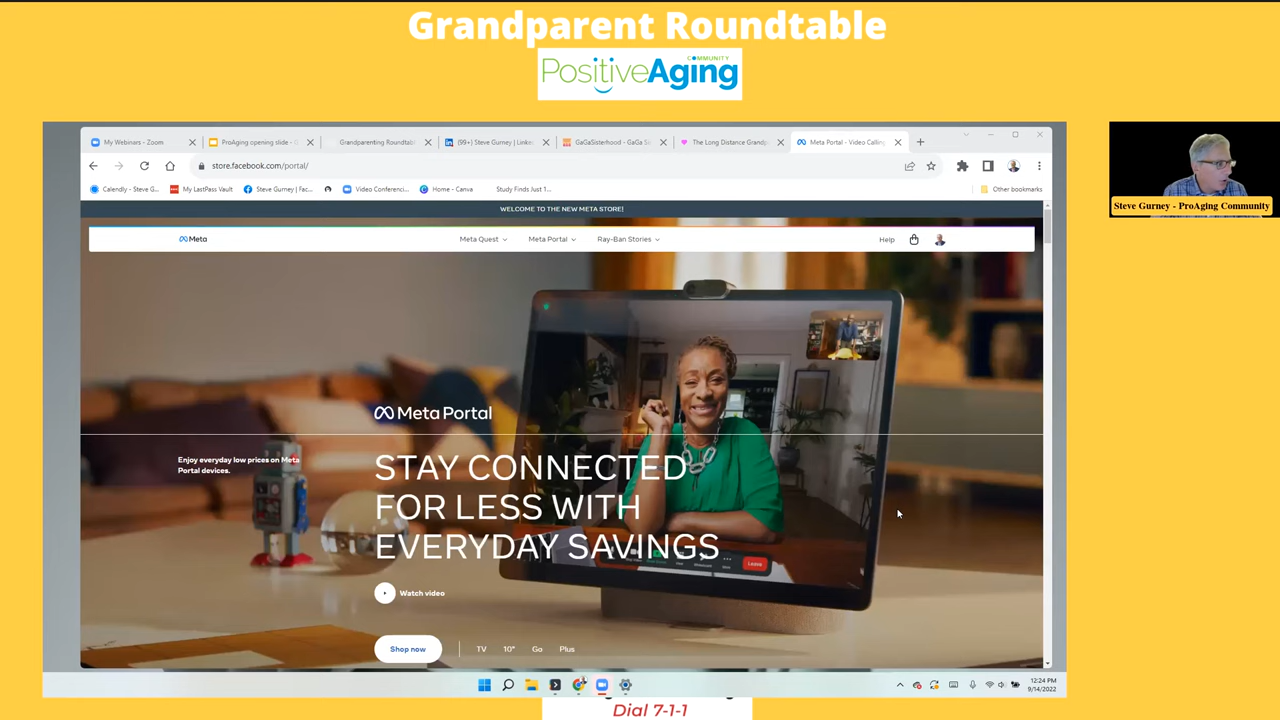 Grandparent Roundtable
COMMUNITY
PositiveAging
My Webinars - Zoom
ProAging opening slide - G
Grandparenting Roundtabl
(99+) Steve Gurney | Linke
GaGaSisterhood - GaGa Si
The Long Distance Grandp
Meta Portal - Video Calling
store.facebook.com/portal/
Calendly - Steve G...
My LastPass Vault
Steve Gurney | Fac...
Video Conferenci...
Home - Canva
Study Finds Just 1...
Other bookmarks
Steve Gurney - ProAging Community
WELCOME TO THE NEW META STORE!
Meta
Meta Quest
Meta Portal
Ray-Ban Stories
Help
Meta Portal
Enjoy everyday low prices on Meta
Portal devices.
STAY CONNECTED
FOR LESS WITH
EVERYDAY SAVINGS
Leave
Watch video
Shop now
TV
10"
Go
Plus
12:24 PM
9/14/2022
Dial 7-1-1